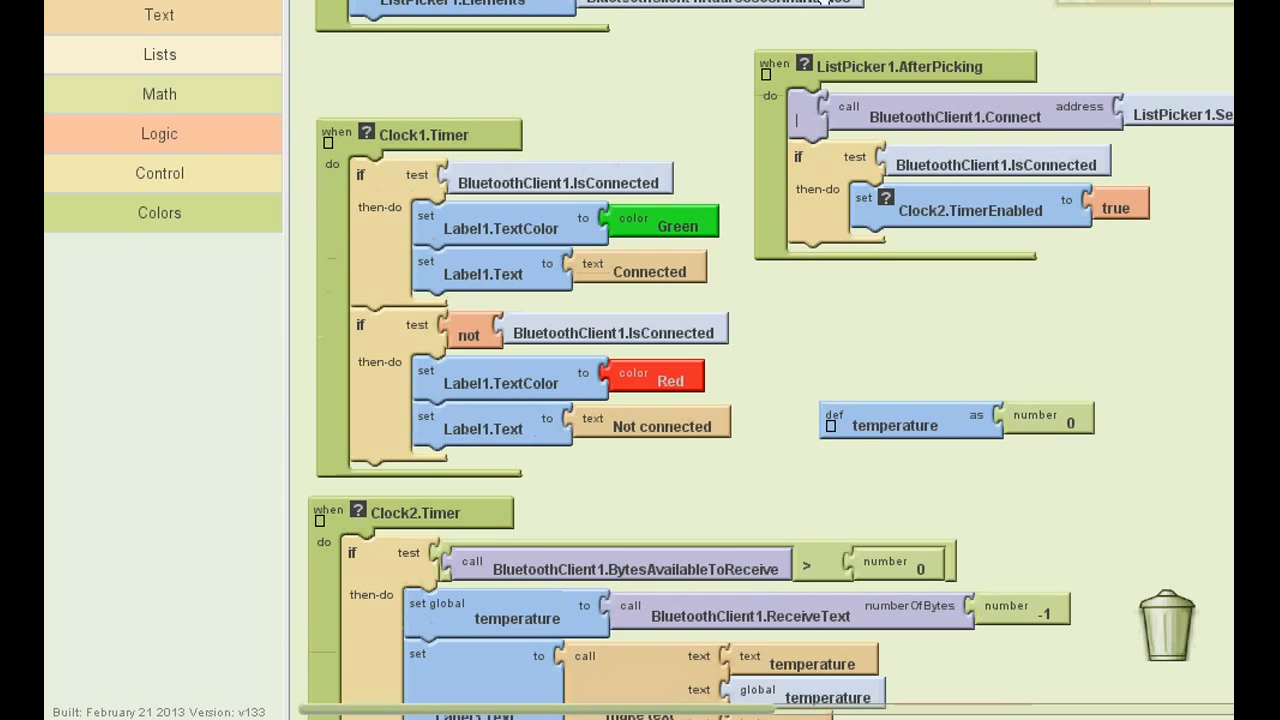 Text
Lists
Math
Logic
Control
Colors
Built: February 21 2013 Version: v133
ListPicker1.Elements
when ? ListPicker1.AfterPicking
do call BluetoothClient1.Connect address ListPicker1.Se
if test BluetoothClient1.IsConnected
then-do set ? Clock2.TimerEnabled to true
when ? Clock1.Timer
do if test BluetoothClient1.IsConnected
then-do set Label1.TextColor to color Green
set Label1.Text to text Connected
if test not BluetoothClient1.IsConnected
then-do set Label1.TextColor to color Red
set Label1.Text to text Not connected
def temperature as number 0
when ? Clock2.Timer
do if test call BluetoothClient1.BytesAvailableToReceive > number 0
then-do set global temperature to call BluetoothClient1.ReceiveText numberOfBytes number -1
set to call text text temperature
text global temperature